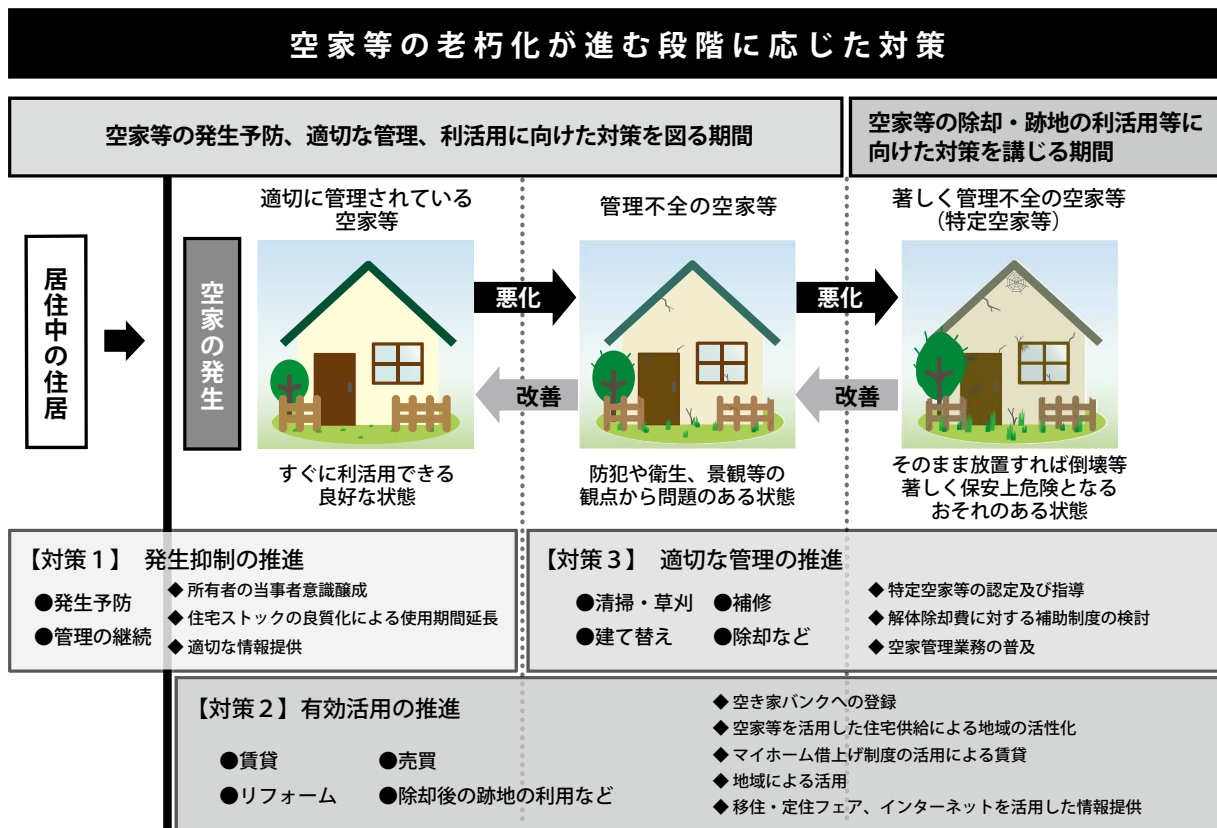 空家等の老朽化が進む段階に応じた対策
空家等の発生予防、適切な管理、利活用に向けた対策を図る期間
空家等の除却・跡地の利活用等に
向けた対策を講じる期間
居住中の住居
空家の発生
適切に管理されている
空家等
管理不全の空家等
著しく管理不全の空家等
（特定空家等）
悪化
悪化
改善
改善
すぐに利活用できる
良好な状態
防犯や衛生、景観等の
観点から問題のある状態
そのまま放置すれば倒壊等
著しく保安上危険となる
おそれのある状態
【対策１】 発生抑制の推進
●発生予防
●管理の継続
◆ 所有者の当事者意識醸成
◆ 住宅ストックの良質化による使用期間延長
◆ 適切な情報提供
【対策３】 適切な管理の推進
●清掃・草刈 ●補修
●建て替え ●除却など
◆ 特定空家等の認定及び指導
◆ 解体除却費に対する補助制度の検討
◆ 空家管理業務の普及
【対策２】有効活用の推進
●賃貸 ●売買
●リフォーム ●除却後の跡地の利用など
◆ 空き家バンクへの登録
◆ 空家等を活用した住宅供給による地域の活性化
◆ マイホーム借上げ制度の活用による賃貸
◆ 地域による活用
◆ 移住・定住フェア、インターネットを活用した情報提供